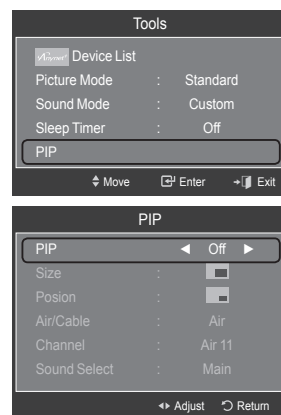 Tools
Anynet+ Device List
Picture Mode : Standard
Sound Mode : Custom
Sleep Timer : Off
PIP
Move Enter Exit
PIP
PIP Off
Size :
Posion :
Air/Cable : Air
Channel : Air 11
Sound Select : Main
Adjust Return